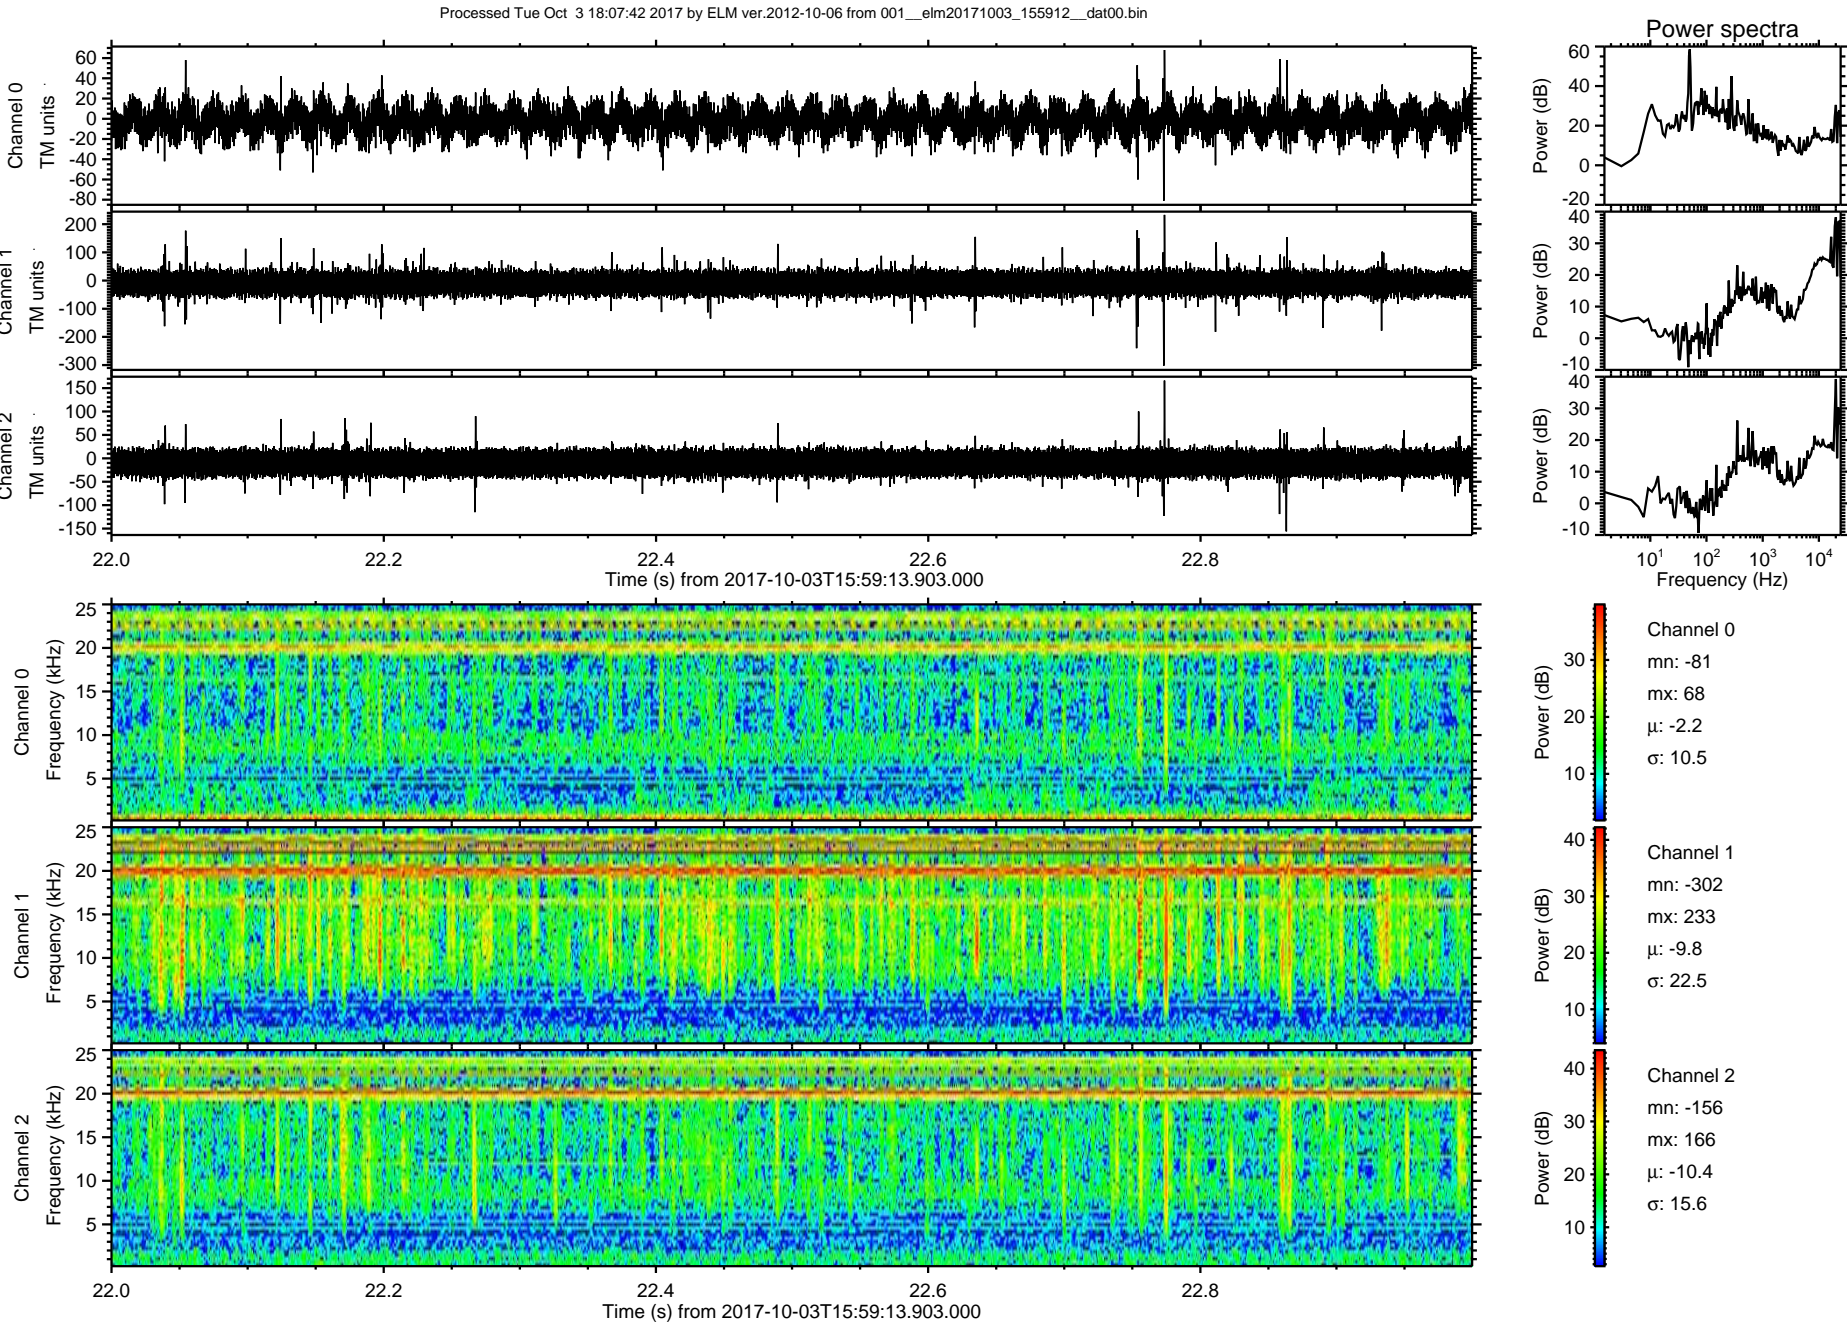 Processed Tue Oct  3 18:07:42 2017 by ELM ver.2012-10-06 from 001__elm20171003_155912__dat00.bin
Power spectra
Channel 0
TM units
60
40
20
0
-20
-40
-60
-80
Power (dB)
60
40
20
0
-20
Channel 1
TM units
200
100
0
-100
-200
-300
Power (dB)
40
30
20
10
0
-10
Channel 2
TM units
150
100
50
0
-50
-100
-150
Power (dB)
40
30
20
10
0
-10
22.0 22.2 22.4 22.6 22.8
Time (s) from 2017-10-03T15:59:13.903.000
10^1 10^2 10^3 10^4
Frequency (Hz)
Channel 0
Frequency (kHz)
25
20
15
10
5
Power (dB)
30
20
10
Channel 0
mn: -81
mx: 68
μ: -2.2
σ: 10.5
Channel 1
Frequency (kHz)
25
20
15
10
5
Power (dB)
40
30
20
10
Channel 1
mn: -302
mx: 233
μ: -9.8
σ: 22.5
Channel 2
Frequency (kHz)
25
20
15
10
5
Power (dB)
40
30
20
10
Channel 2
mn: -156
mx: 166
μ: -10.4
σ: 15.6
22.0 22.2 22.4 22.6 22.8
Time (s) from 2017-10-03T15:59:13.903.000